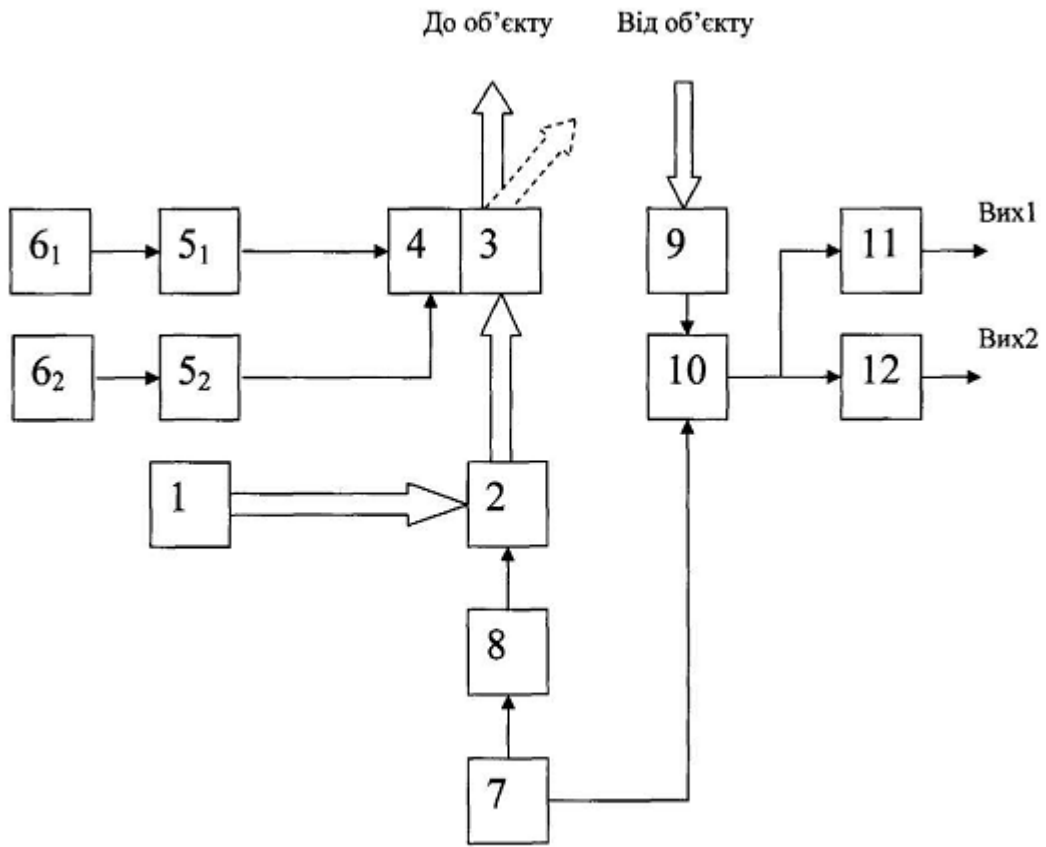 До об’єкту Від об’єкту
6₁ 5₁ 4 3 9 11 Вих1
6₂ 5₂ 10 12 Вих2
1 2
8
7